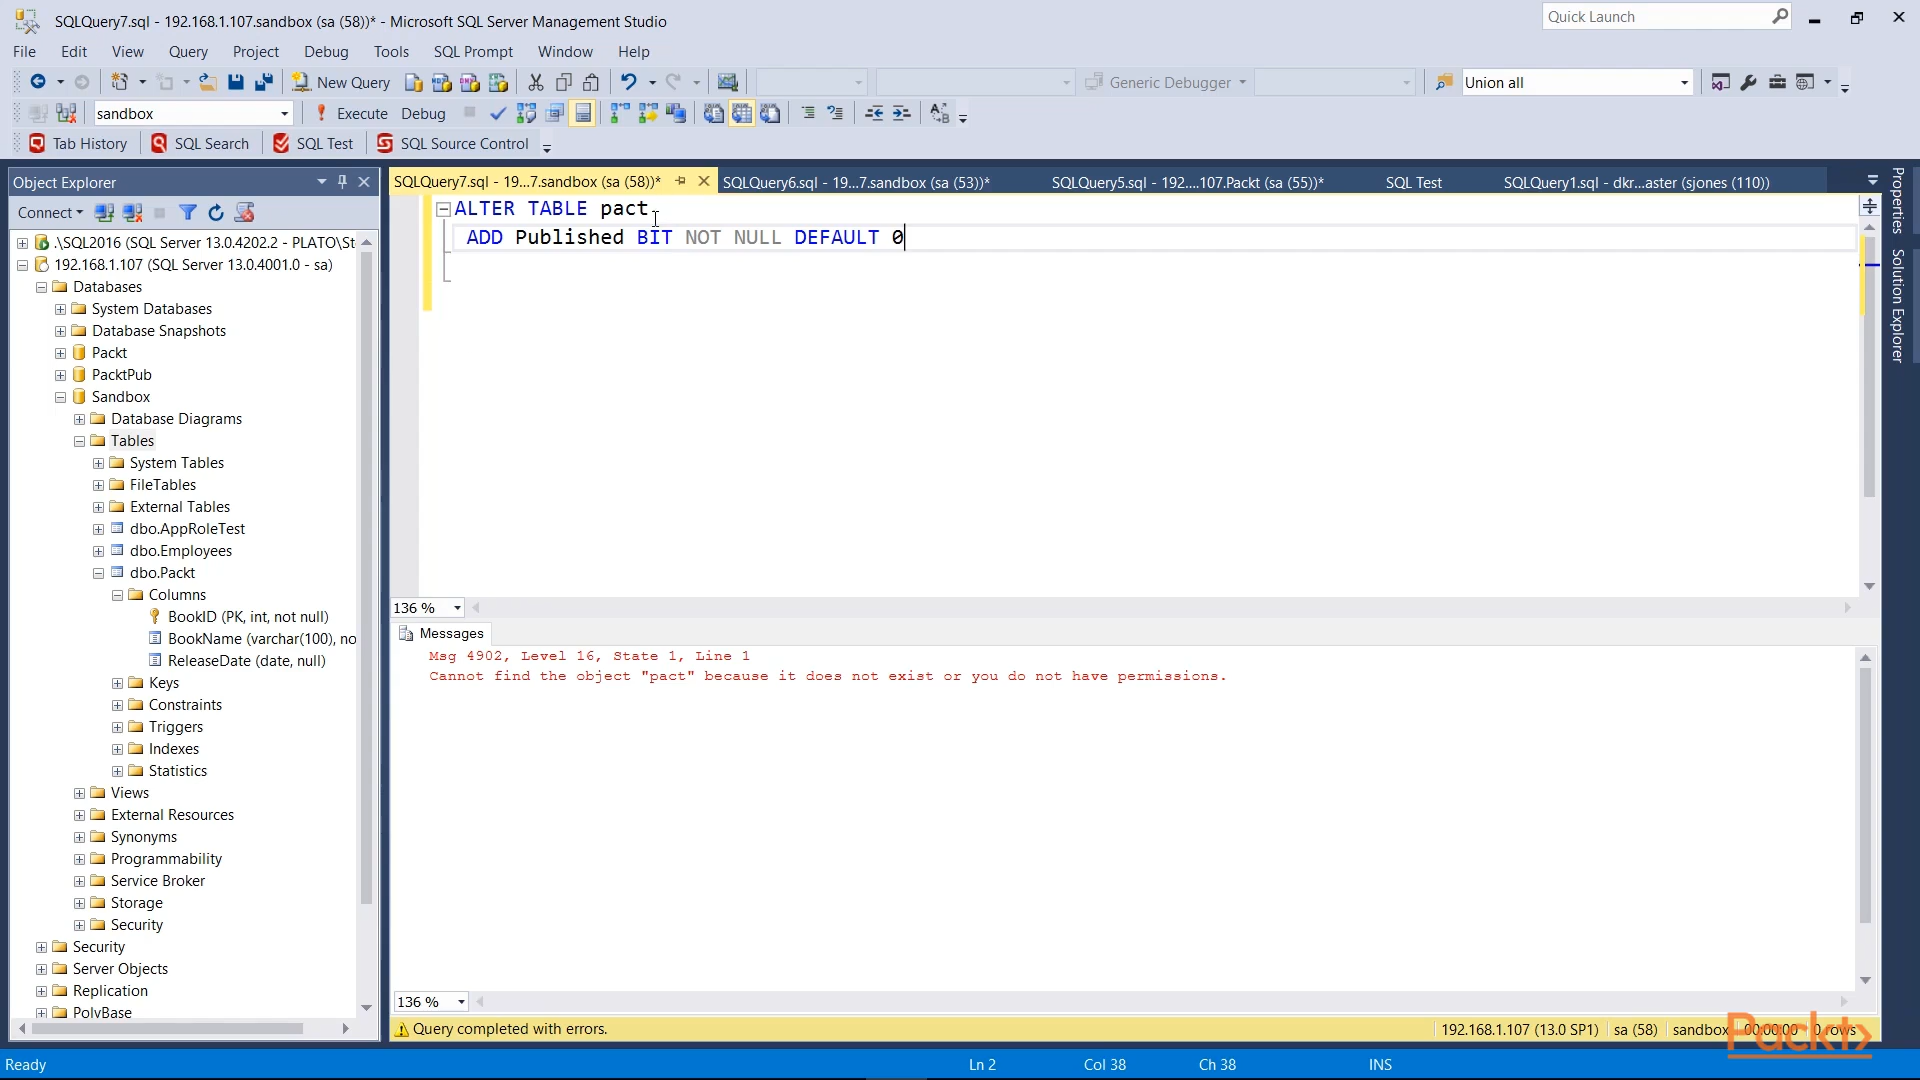 SQLQuery7.sql - 192.168.1.107.sandbox (sa (58))* - Microsoft SQL Server Management Studio
Quick Launch
File Edit View Query Project Debug Tools SQL Prompt Window Help
New Query Generic Debugger Union all
sandbox Execute Debug
Tab History SQL Search SQL Test SQL Source Control
Object Explorer
Connect
.\SQL2016 (SQL Server 13.0.4202.2 - PLATO\St
192.168.1.107 (SQL Server 13.0.4001.0 - sa)
Databases
System Databases
Database Snapshots
Packt
PacktPub
Sandbox
Database Diagrams
Tables
System Tables
FileTables
External Tables
dbo.AppRoleTest
dbo.Employees
dbo.Packt
Columns
BookID (PK, int, not null)
BookName (varchar(100), no
ReleaseDate (date, null)
Keys
Constraints
Triggers
Indexes
Statistics
Views
External Resources
Synonyms
Programmability
Service Broker
Storage
Security
Security
Server Objects
Replication
PolyBase
SQLQuery7.sql - 19...7.sandbox (sa (58))* SQLQuery6.sql - 19...7.sandbox (sa (53))* SQLQuery5.sql - 192....107.Packt (sa (55))* SQL Test SQLQuery1.sql - dkr...aster (sjones (110))
ALTER TABLE pact
ADD Published BIT NOT NULL DEFAULT 0
136 %
Messages
Msg 4902, Level 16, State 1, Line 1
Cannot find the object "pact" because it does not exist or you do not have permissions.
136 %
Query completed with errors. 192.168.1.107 (13.0 SP1) sa (58) sandbox 00:00:00 0 rows
Packt
Properties
Solution Explorer
Ready Ln 2 Col 38 Ch 38 INS